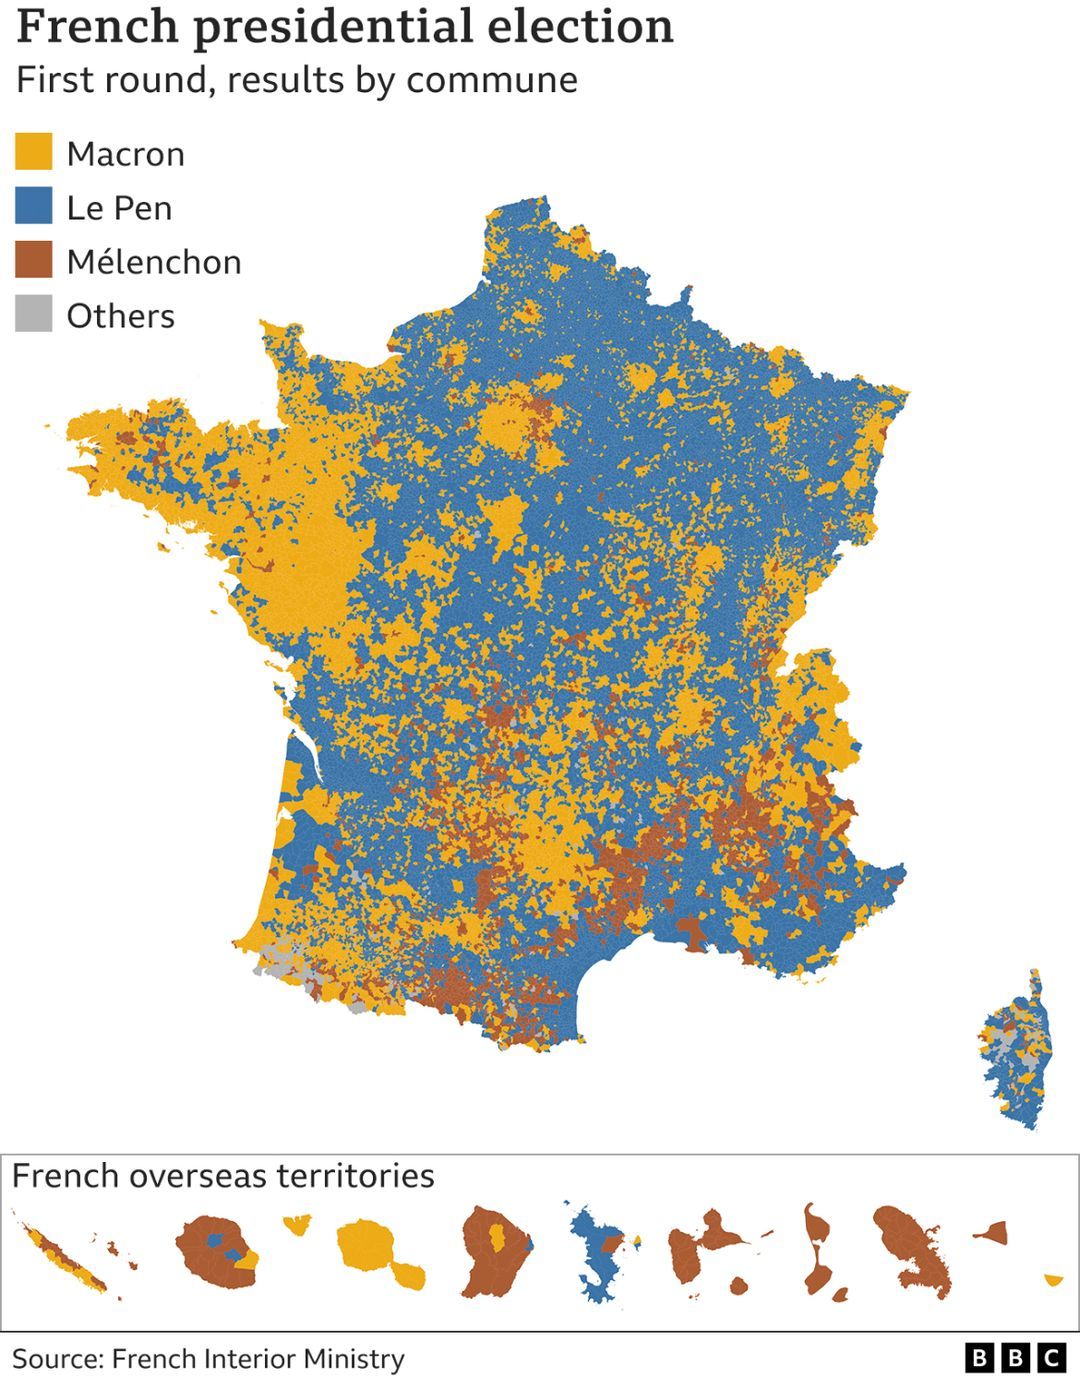 French presidential election
First round, results by commune
Macron
Le Pen
Mélenchon
Others
French overseas territories
Source: French Interior Ministry
BBC